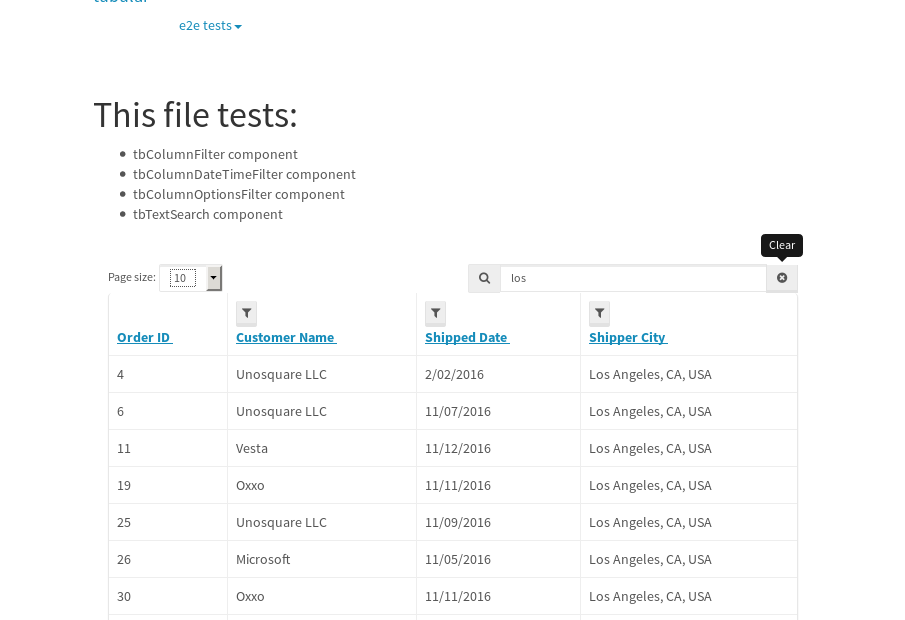 tubular
e2e tests
This file tests:
tbColumnFilter component
tbColumnDateTimeFilter component
tbColumnOptionsFilter component
tbTextSearch component
Clear
Page size: 10 los
Order ID Customer Name Shipped Date Shipper City
4 Unosquare LLC 2/02/2016 Los Angeles, CA, USA
6 Unosquare LLC 11/07/2016 Los Angeles, CA, USA
11 Vesta 11/12/2016 Los Angeles, CA, USA
19 Oxxo 11/11/2016 Los Angeles, CA, USA
25 Unosquare LLC 11/09/2016 Los Angeles, CA, USA
26 Microsoft 11/05/2016 Los Angeles, CA, USA
30 Oxxo 11/11/2016 Los Angeles, CA, USA